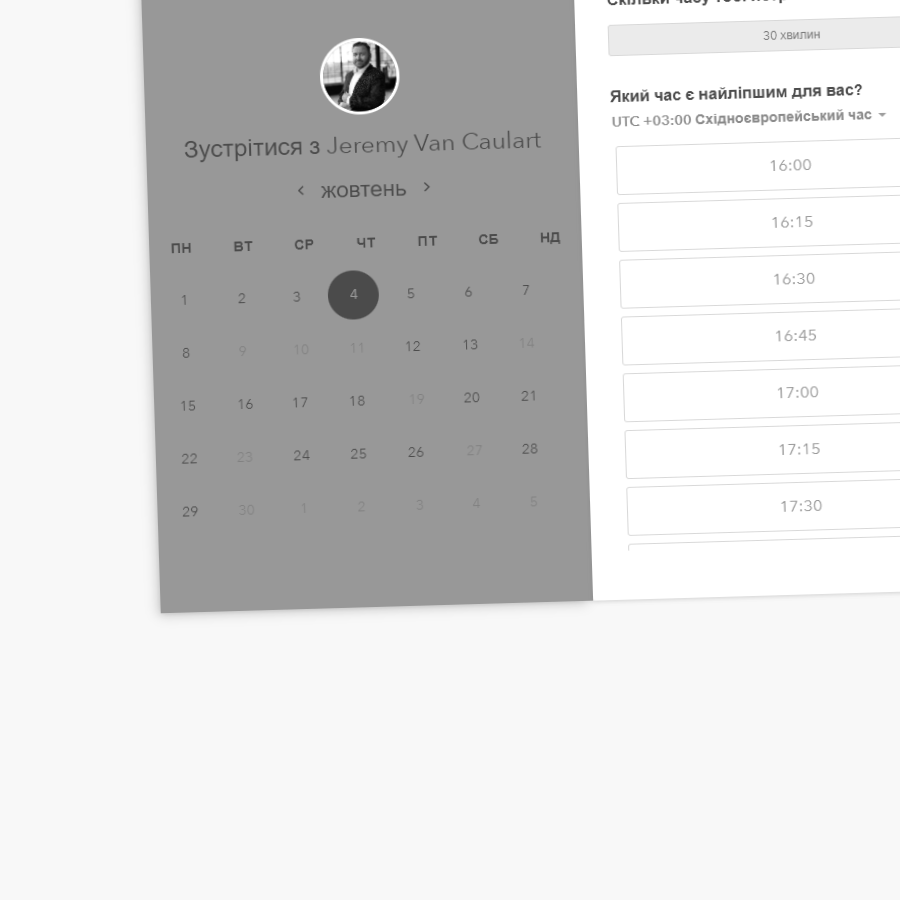 Зустрітися з Jeremy Van Caulart
жовтень
ПН ВТ СР ЧТ ПТ СБ НД
1 2 3 4 5 6 7
8 9 10 11 12 13 14
15 16 17 18 19 20 21
22 23 24 25 26 27 28
29 30 1 2 3 4 5
30 хвилин
Який час є найліпшим для вас?
UTC +03:00 Східноєвропейський час
16:00
16:15
16:30
16:45
17:00
17:15
17:30